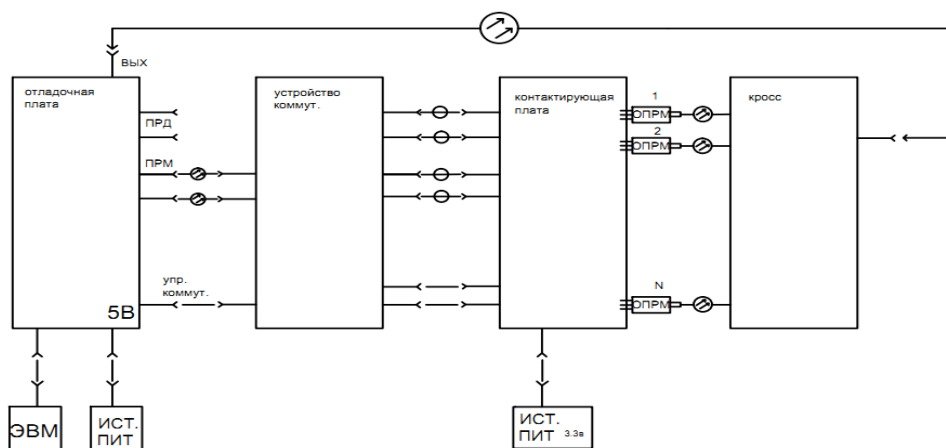 ВЫХ
отладочная
плата
ПРД
ПРМ
упр.
коммут.
5В
устройство
коммут.
контактирующая
плата
1
ОПРМ
2
ОПРМ
N
ОПРМ
кросс
ЭВМ
ИСТ.
ПИТ
ИСТ.
ПИТ 3.3в